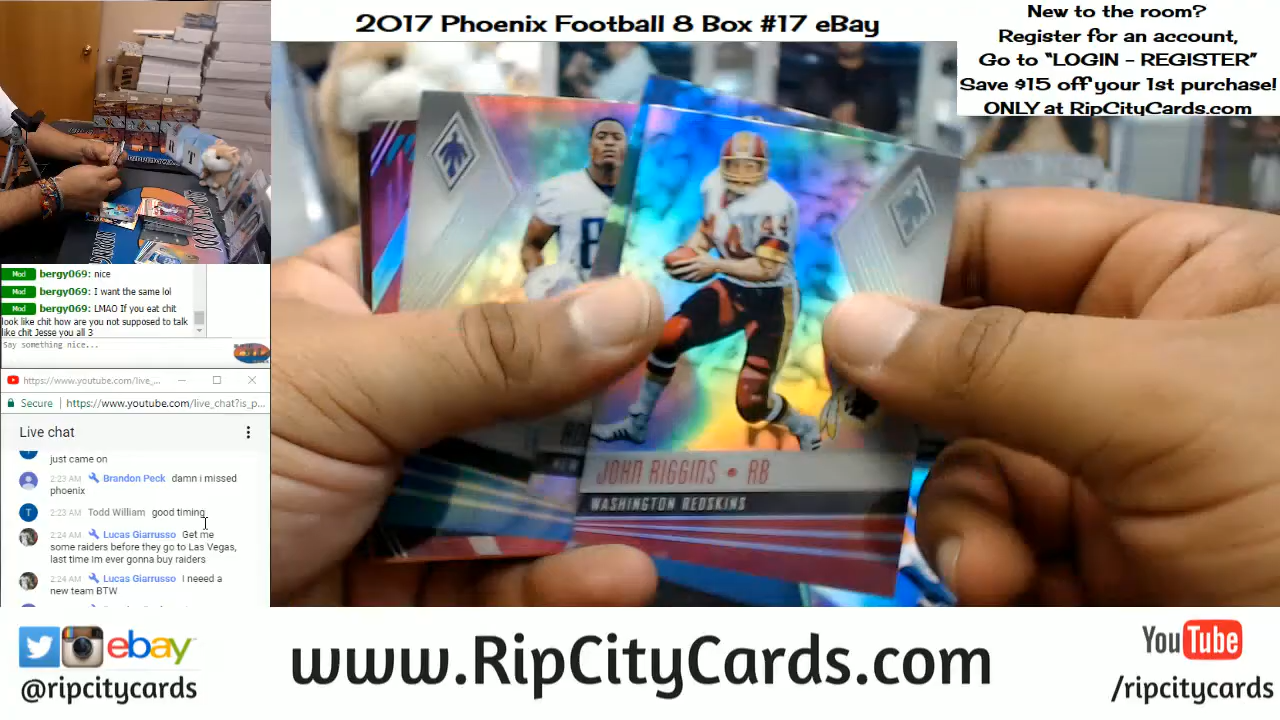 2017 Phoenix Football 8 Box #17 eBay
New to the room?
Register for an account,
Go to “LOGIN - REGISTER”
Save $15 off your 1st purchase!
ONLY at RipCityCards.com
Mod bergy069: nice
Mod bergy069: I want the same lol
Mod bergy069: LMAO If you eat chit
look like chit how are you not supposed to talk
like chit Jesse you all 3
Say something nice...
https://www.youtube.com/live_...
Secure https://www.youtube.com/live_chat?is_p...
Live chat
just came on
2:23 AM Brandon Peck damn i missed
phoenix
T 2:23 AM Todd William good timing
2:24 AM Lucas Giarrusso Get me
some raiders before they go to Las Vegas,
last time Im ever gonna buy raiders
2:24 AM Lucas Giarrusso I neeed a
new team BTW
8
44
JOHN RIGGINS • RB
WASHINGTON REDSKINS
ebay
@ripcitycards
www.RipCityCards.com
YouTube
/ripcitycards